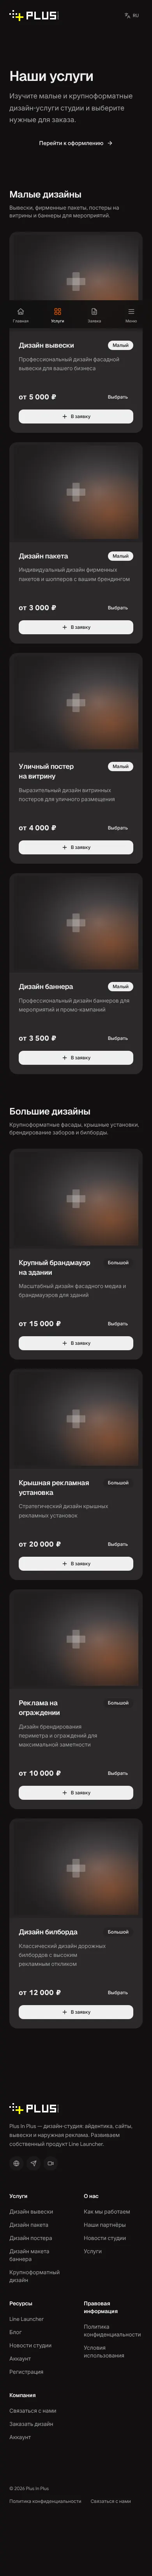 PLUS
RU
Наши услуги
Изучите малые и крупноформатные
дизайн-услуги студии и выберите
нужные для заказа.
Перейти к оформлению →
Малые дизайны
Вывески, фирменные пакеты, постеры на
витрины и баннеры для мероприятий.
Главная
Услуги
Заявка
Меню
Дизайн вывески
Малый
Профессиональный дизайн фасадной
вывески для вашего бизнеса
от 5 000 ₽
Выбрать
+ В заявку
Дизайн пакета
Малый
Индивидуальный дизайн фирменных
пакетов и шопперов с вашим брендингом
от 3 000 ₽
Выбрать
+ В заявку
Уличный постер
на витрину
Малый
Выразительный дизайн витринных
постеров для уличного размещения
от 4 000 ₽
Выбрать
+ В заявку
Дизайн баннера
Малый
Профессиональный дизайн баннеров для
мероприятий и промо-кампаний
от 3 500 ₽
Выбрать
+ В заявку
Большие дизайны
Крупноформатные фасады, крышные установки,
брендирование заборов и билборды.
Крупный брандмауэр
на здании
Большой
Масштабный дизайн фасадного медиа и
брандмауэров для зданий
от 15 000 ₽
Выбрать
+ В заявку
Крышная рекламная
установка
Большой
Стратегический дизайн крышных
рекламных установок
от 20 000 ₽
Выбрать
+ В заявку
Реклама на
ограждении
Большой
Дизайн брендирования
периметра и ограждений для
максимальной заметности
от 10 000 ₽
Выбрать
+ В заявку
Дизайн билборда
Большой
Классический дизайн дорожных
билбордов с высоким
рекламным откликом
от 12 000 ₽
Выбрать
+ В заявку
PLUS
Plus In Plus — дизайн-студия: айдентика, сайты,
вывески и наружная реклама. Развиваем
собственный продукт Line Launcher.
Услуги
Дизайн вывески
Дизайн пакета
Дизайн постера
Дизайн макета
баннера
Крупноформатный
дизайн
О нас
Как мы работаем
Наши партнёры
Новости студии
Услуги
Ресурсы
Line Launcher
Блог
Новости студии
Аккаунт
Регистрация
Правовая
информация
Политика
конфиденциальности
Условия
использования
Компания
Связаться с нами
Заказать дизайн
Аккаунт
© 2026 Plus In Plus
Политика конфиденциальности
Связаться с нами